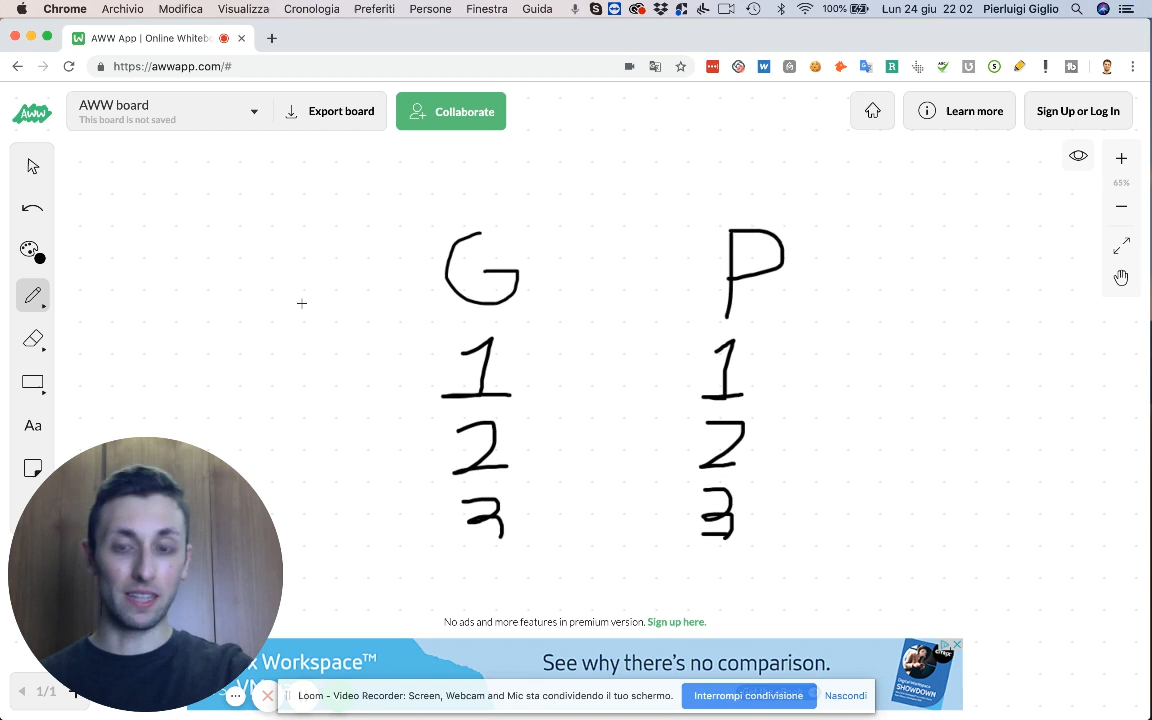 Chrome Archivio Modifica Visualizza Cronologia Preferiti Persone Finestra Guida 100% Lun 24 giu 22 02 Pierluigi Giglio
AWW App | Online Whitebo
https://awwapp.com/#
AWW
AWW board
This board is not saved
Export board
Collaborate
Learn more
Sign Up or Log In
65%
Aa
G P
1 1
2 2
3 3
No ads and more features in premium version. Sign up here.
x Workspace™
See why there's no comparison.
Digital Workspace
SHOWDOWN
1/1
Loom - Video Recorder: Screen, Webcam and Mic sta condividendo il tuo schermo.
Interrompi condivisione
Nascondi